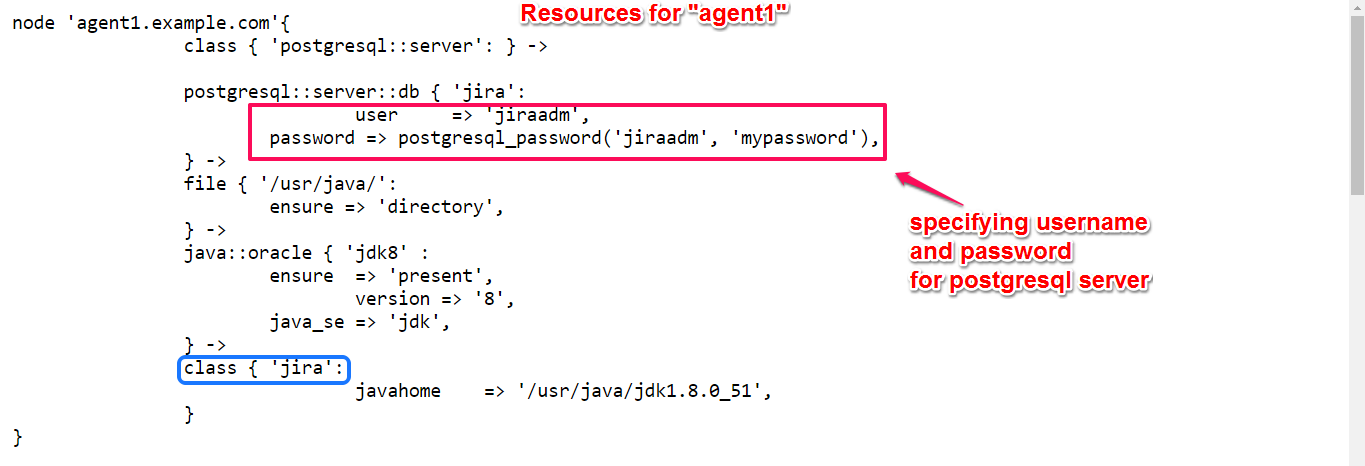 Resources for "agent1"
node 'agent1.example.com'{
class { 'postgresql::server': } ->
postgresql::server::db { 'jira':
user => 'jiraadm',
password => postgresql_password('jiraadm', 'mypassword'),
} ->
file { '/usr/java/':
ensure => 'directory',
} ->
java::oracle { 'jdk8' :
ensure => 'present',
version => '8',
java_se => 'jdk',
} ->
class { 'jira':
javahome => '/usr/java/jdk1.8.0_51',
}
}
specifying username
and password
for postgresql server